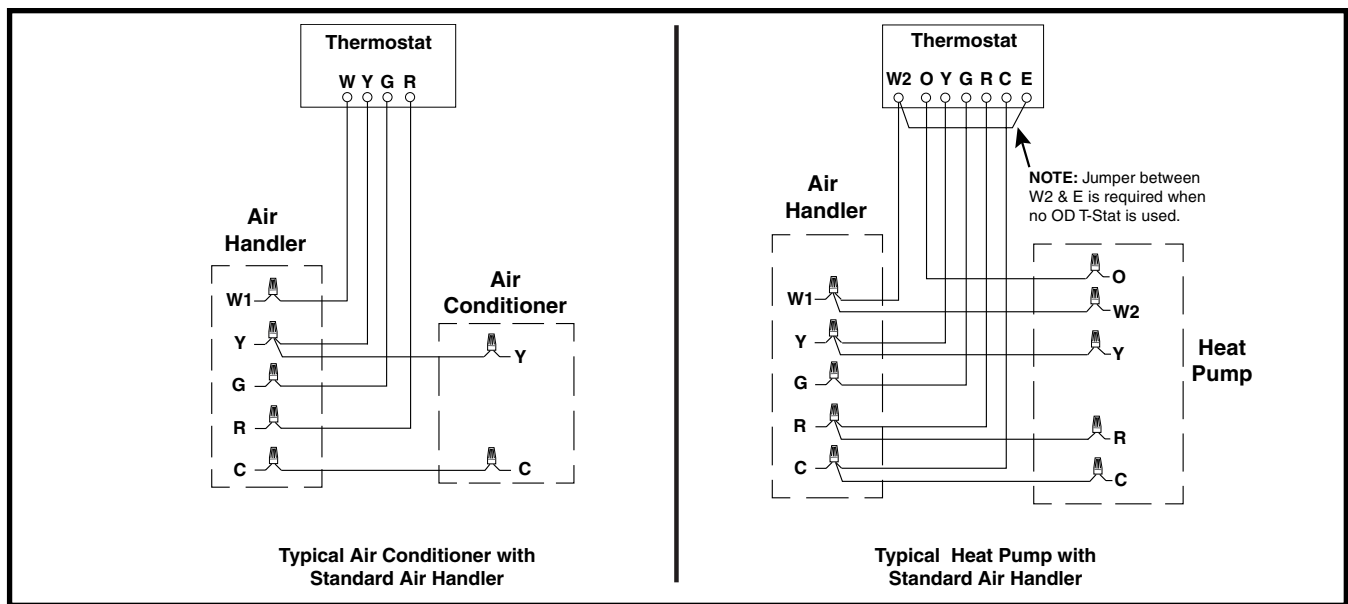 Thermostat
W Y G R
Air
Handler
W1
Y
G
R
C
Air
Conditioner
Y
C
Typical Air Conditioner with
Standard Air Handler
Thermostat
W2 O Y G R C E
NOTE: Jumper between
W2 & E is required when
no OD T-Stat is used.
Air
Handler
W1
Y
G
R
C
O
W2
Y
R
C
Heat
Pump
Typical Heat Pump with
Standard Air Handler